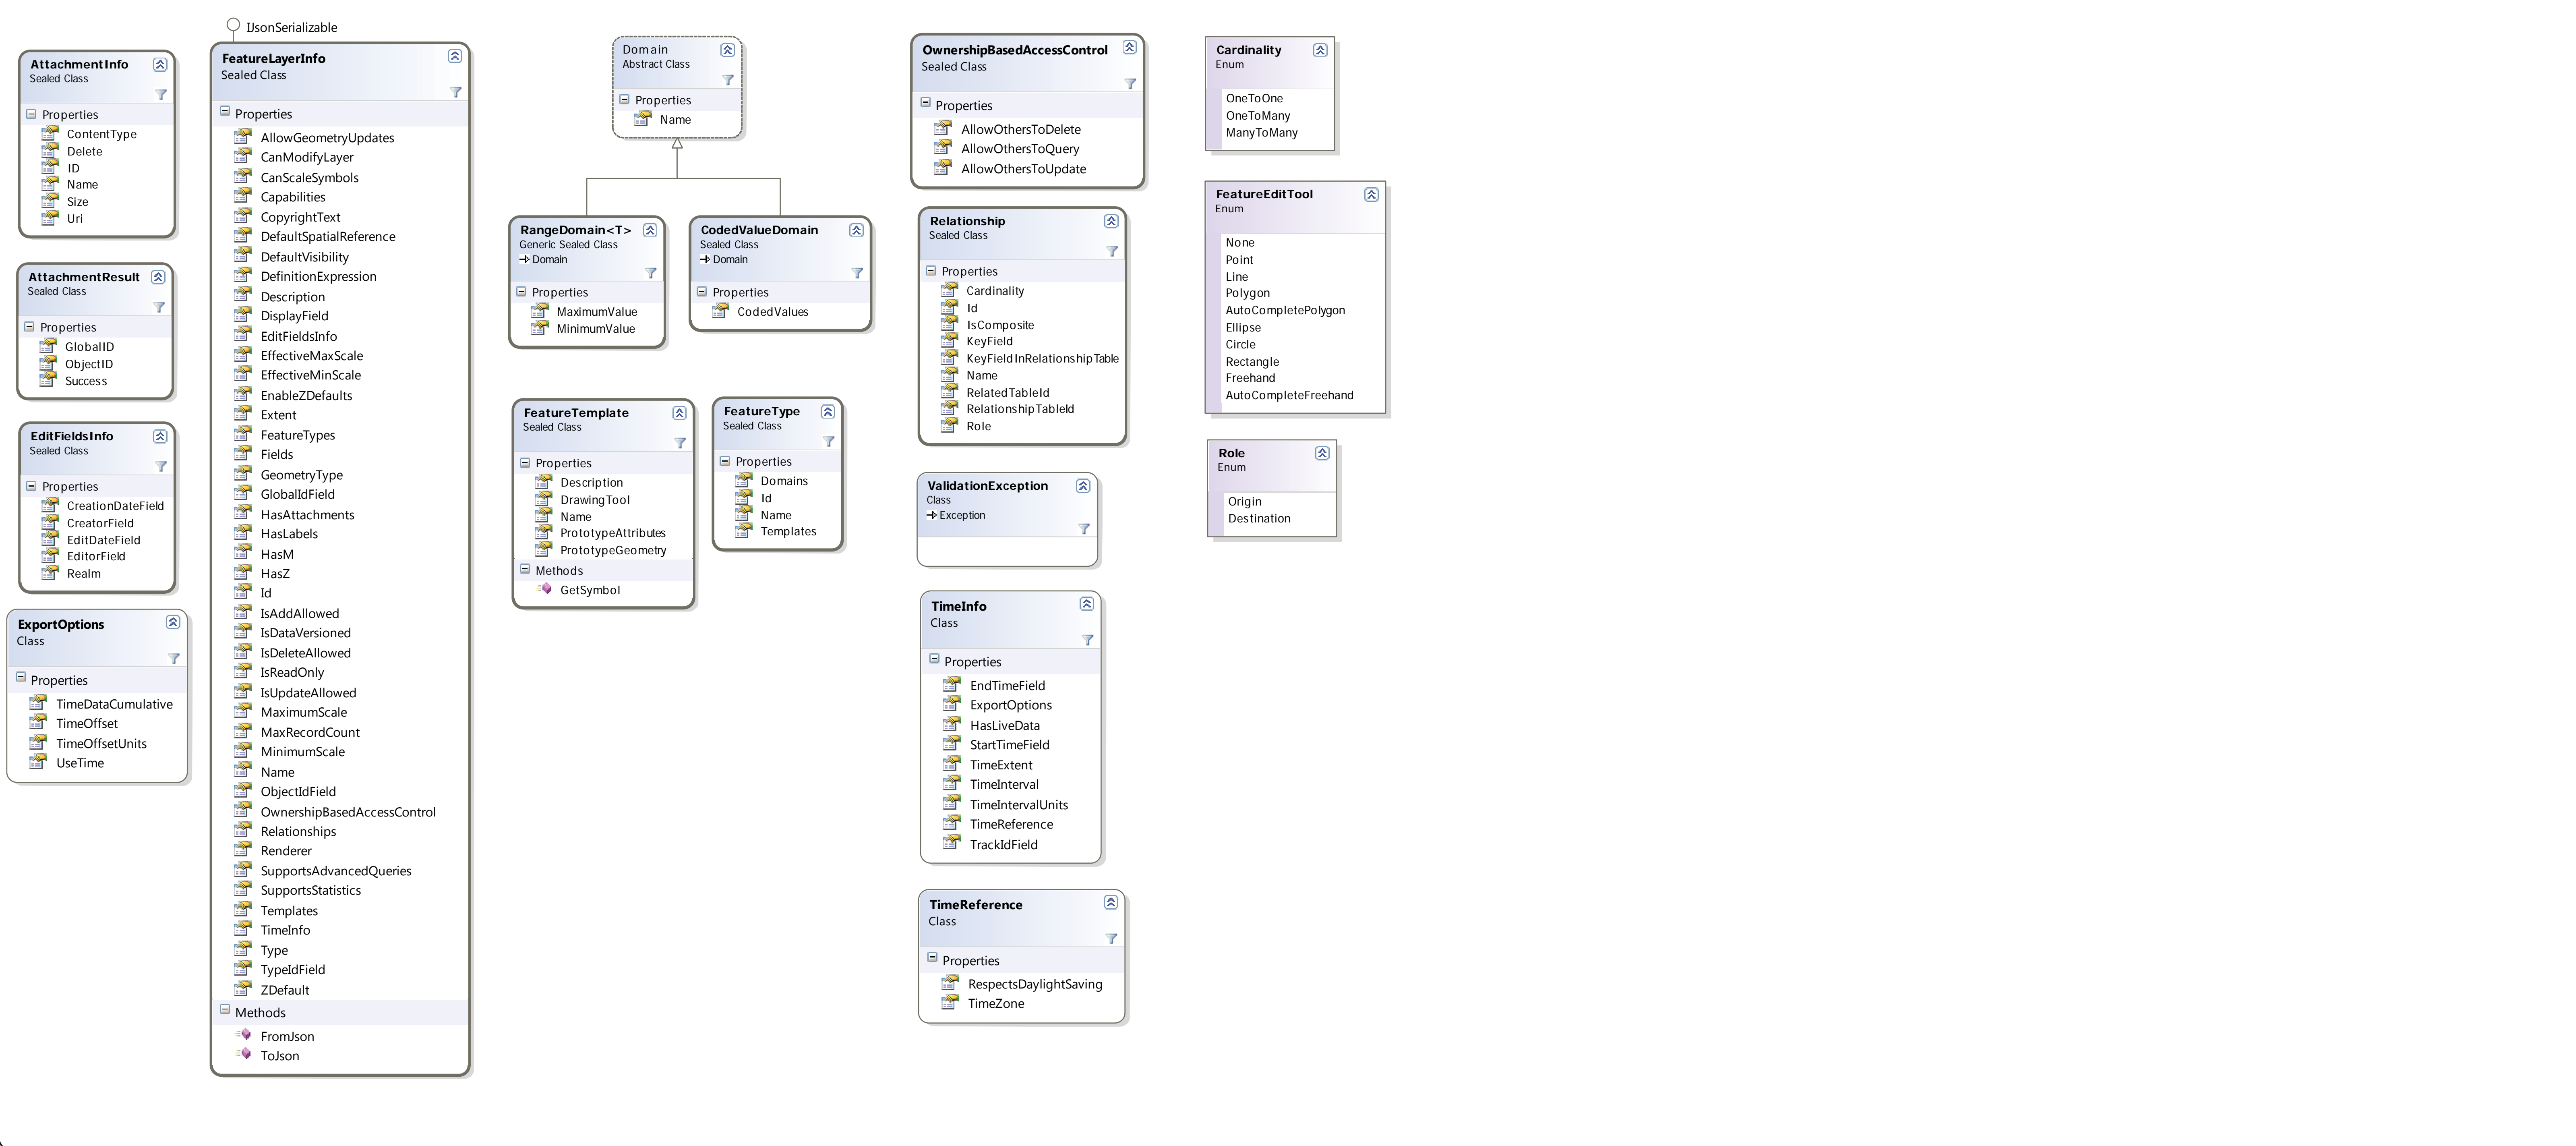 AttachmentInfo
Sealed Class
Properties
ContentType
Delete
ID
Name
Size
Uri
AttachmentResult
Sealed Class
Properties
GlobalID
ObjectID
Success
EditFieldsInfo
Sealed Class
Properties
CreationDateField
CreatorField
EditDateField
EditorField
Realm
ExportOptions
Class
Properties
TimeDataCumulative
TimeOffset
TimeOffsetUnits
UseTime
IJsonSerializable
FeatureLayerInfo
Sealed Class
Properties
AllowGeometryUpdates
CanModifyLayer
CanScaleSymbols
Capabilities
CopyrightText
DefaultSpatialReference
DefaultVisibility
DefinitionExpression
Description
DisplayField
EditFieldsInfo
EffectiveMaxScale
EffectiveMinScale
EnableZDefaults
Extent
FeatureTypes
Fields
GeometryType
GlobalIdField
HasAttachments
HasLabels
HasM
HasZ
Id
IsAddAllowed
IsDataVersioned
IsDeleteAllowed
IsReadOnly
IsUpdateAllowed
MaximumScale
MaxRecordCount
MinimumScale
Name
ObjectIdField
OwnershipBasedAccessControl
Relationships
Renderer
SupportsAdvancedQueries
SupportsStatistics
Templates
TimeInfo
Type
TypeIdField
ZDefault
Methods
FromJson
ToJson
Domain
Abstract Class
Properties
Name
RangeDomain<T>
Generic Sealed Class
Domain
Properties
MaximumValue
MinimumValue
CodedValueDomain
Sealed Class
Domain
Properties
CodedValues
FeatureTemplate
Sealed Class
Properties
Description
DrawingTool
Name
PrototypeAttributes
PrototypeGeometry
Methods
GetSymbol
FeatureType
Sealed Class
Properties
Domains
Id
Name
Templates
OwnershipBasedAccessControl
Sealed Class
Properties
AllowOthersToDelete
AllowOthersToQuery
AllowOthersToUpdate
Relationship
Sealed Class
Properties
Cardinality
Id
IsComposite
KeyField
KeyFieldInRelationshipTable
Name
RelatedTableId
RelationshipTableId
Role
ValidationException
Class
Exception
TimeInfo
Class
Properties
EndTimeField
ExportOptions
HasLiveData
StartTimeField
TimeExtent
TimeInterval
TimeIntervalUnits
TimeReference
TrackIdField
TimeReference
Class
Properties
RespectsDaylightSaving
TimeZone
Cardinality
Enum
OneToOne
OneToMany
ManyToMany
FeatureEditTool
Enum
None
Point
Line
Polygon
AutoCompletePolygon
Ellipse
Circle
Rectangle
Freehand
AutoCompleteFreehand
Role
Enum
Origin
Destination